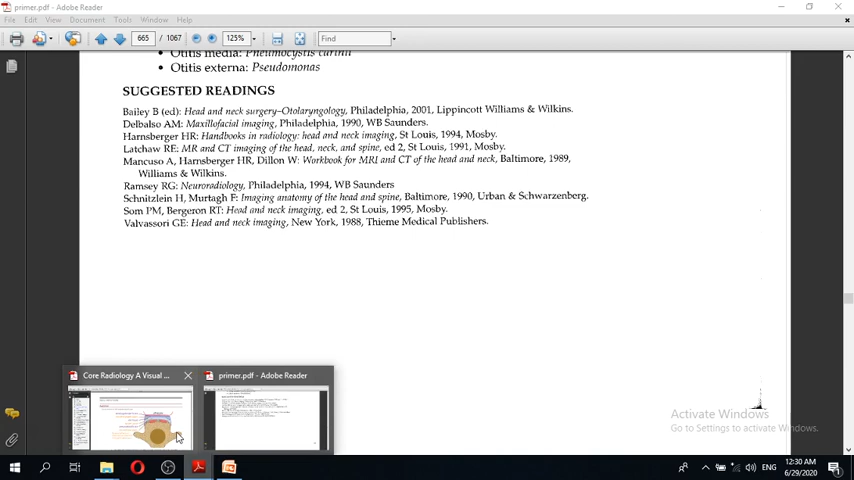 primer.pdf - Adobe Reader
File Edit View Document Tools Window Help
665 / 1067 125% Find
• Otitis media: Pneumocystis carinii
• Otitis externa: Pseudomonas
SUGGESTED READINGS
Bailey B (ed): Head and neck surgery–Otolaryngology, Philadelphia, 2001, Lippincott Williams & Wilkins.
Delbalso AM: Maxillofacial imaging, Philadelphia, 1990, WB Saunders.
Harnsberger HR: Handbooks in radiology: head and neck imaging, St Louis, 1994, Mosby.
Latchaw RE: MR and CT imaging of the head, neck, and spine, ed 2, St Louis, 1991, Mosby.
Mancuso A, Harnsberger HR, Dillon W: Workbook for MRI and CT of the head and neck, Baltimore, 1989,
Williams & Wilkins.
Ramsey RG: Neuroradiology, Philadelphia, 1994, WB Saunders
Schnitzlein H, Murtagh F: Imaging anatomy of the head and spine, Baltimore, 1990, Urban & Schwarzenberg.
Som PM, Bergeron RT: Head and neck imaging, ed 2, St Louis, 1995, Mosby.
Valvassori GE: Head and neck imaging, New York, 1988, Thieme Medical Publishers.
Core Radiology A Visual ...
primer.pdf - Adobe Reader
Activate Windows
Go to Settings to activate Windows.
ENG
12:30 AM
6/29/2020